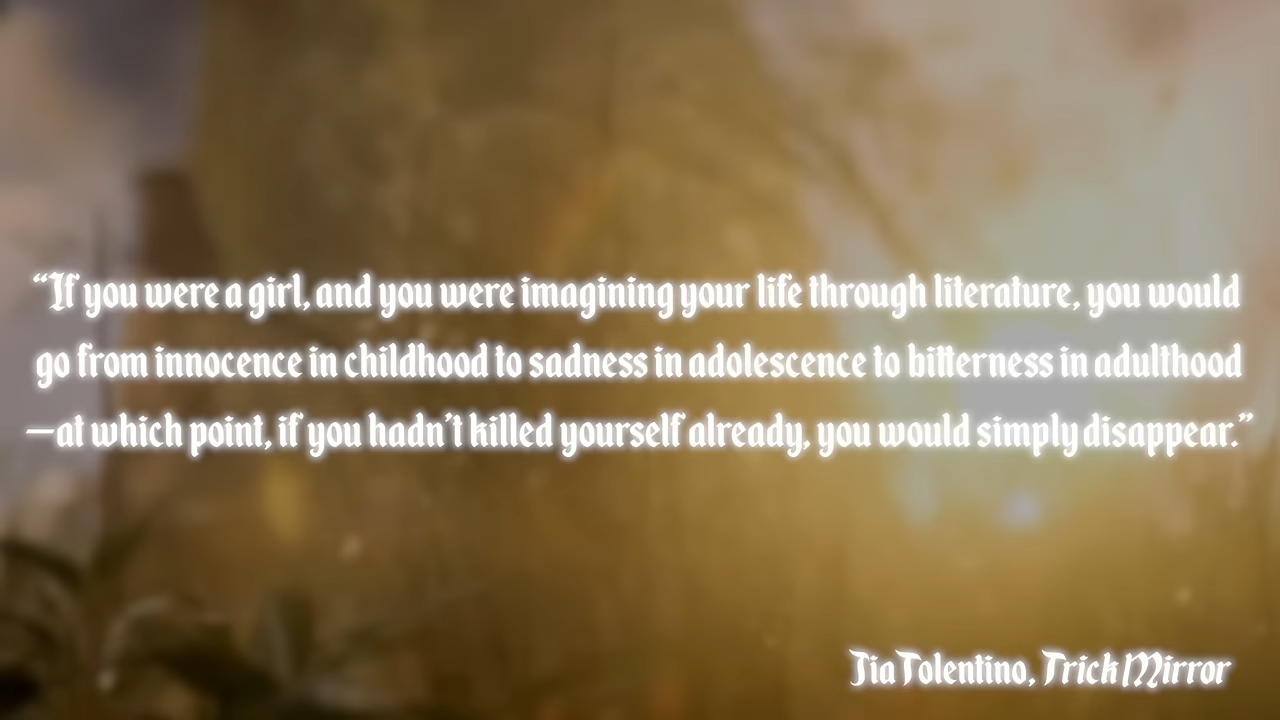 “If you were a girl, and you were imagining your life through literature, you would
go from innocence in childhood to sadness in adolescence to bitterness in adulthood
—at which point, if you hadn’t killed yourself already, you would simply disappear.”
Jia Tolentino, Trick Mirror